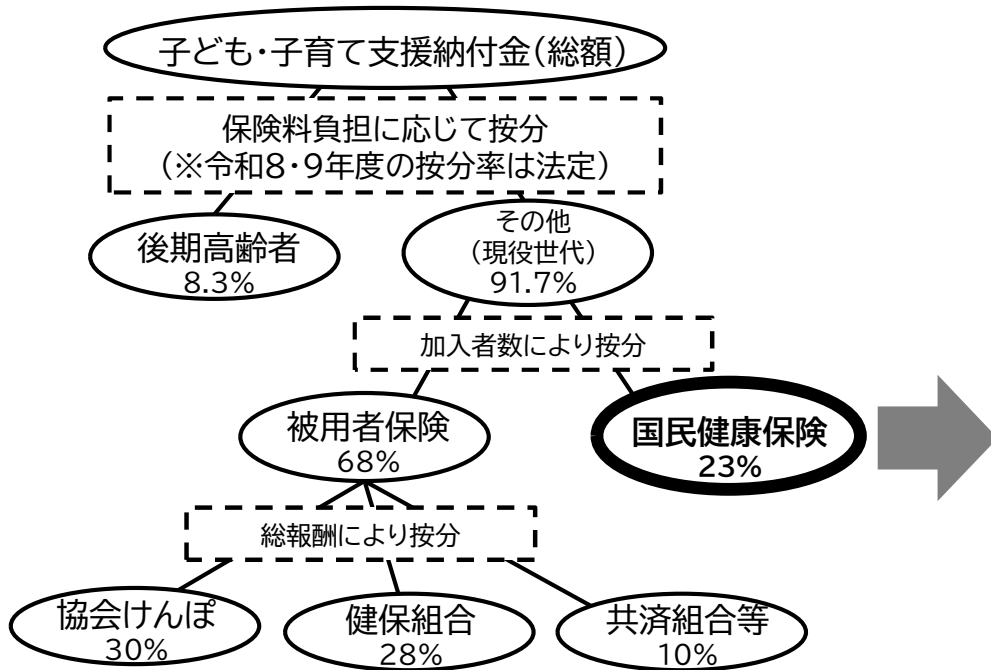 子ども・子育て支援納付金(総額)
保険料負担に応じて按分
(※令和8・9年度の按分率は法定)
後期高齢者
8.3%
その他
(現役世代)
91.7%
加入者数により按分
被用者保険
68%
国民健康保険
23%
総報酬により按分
協会けんぽ
30%
健保組合
28%
共済組合等
10%